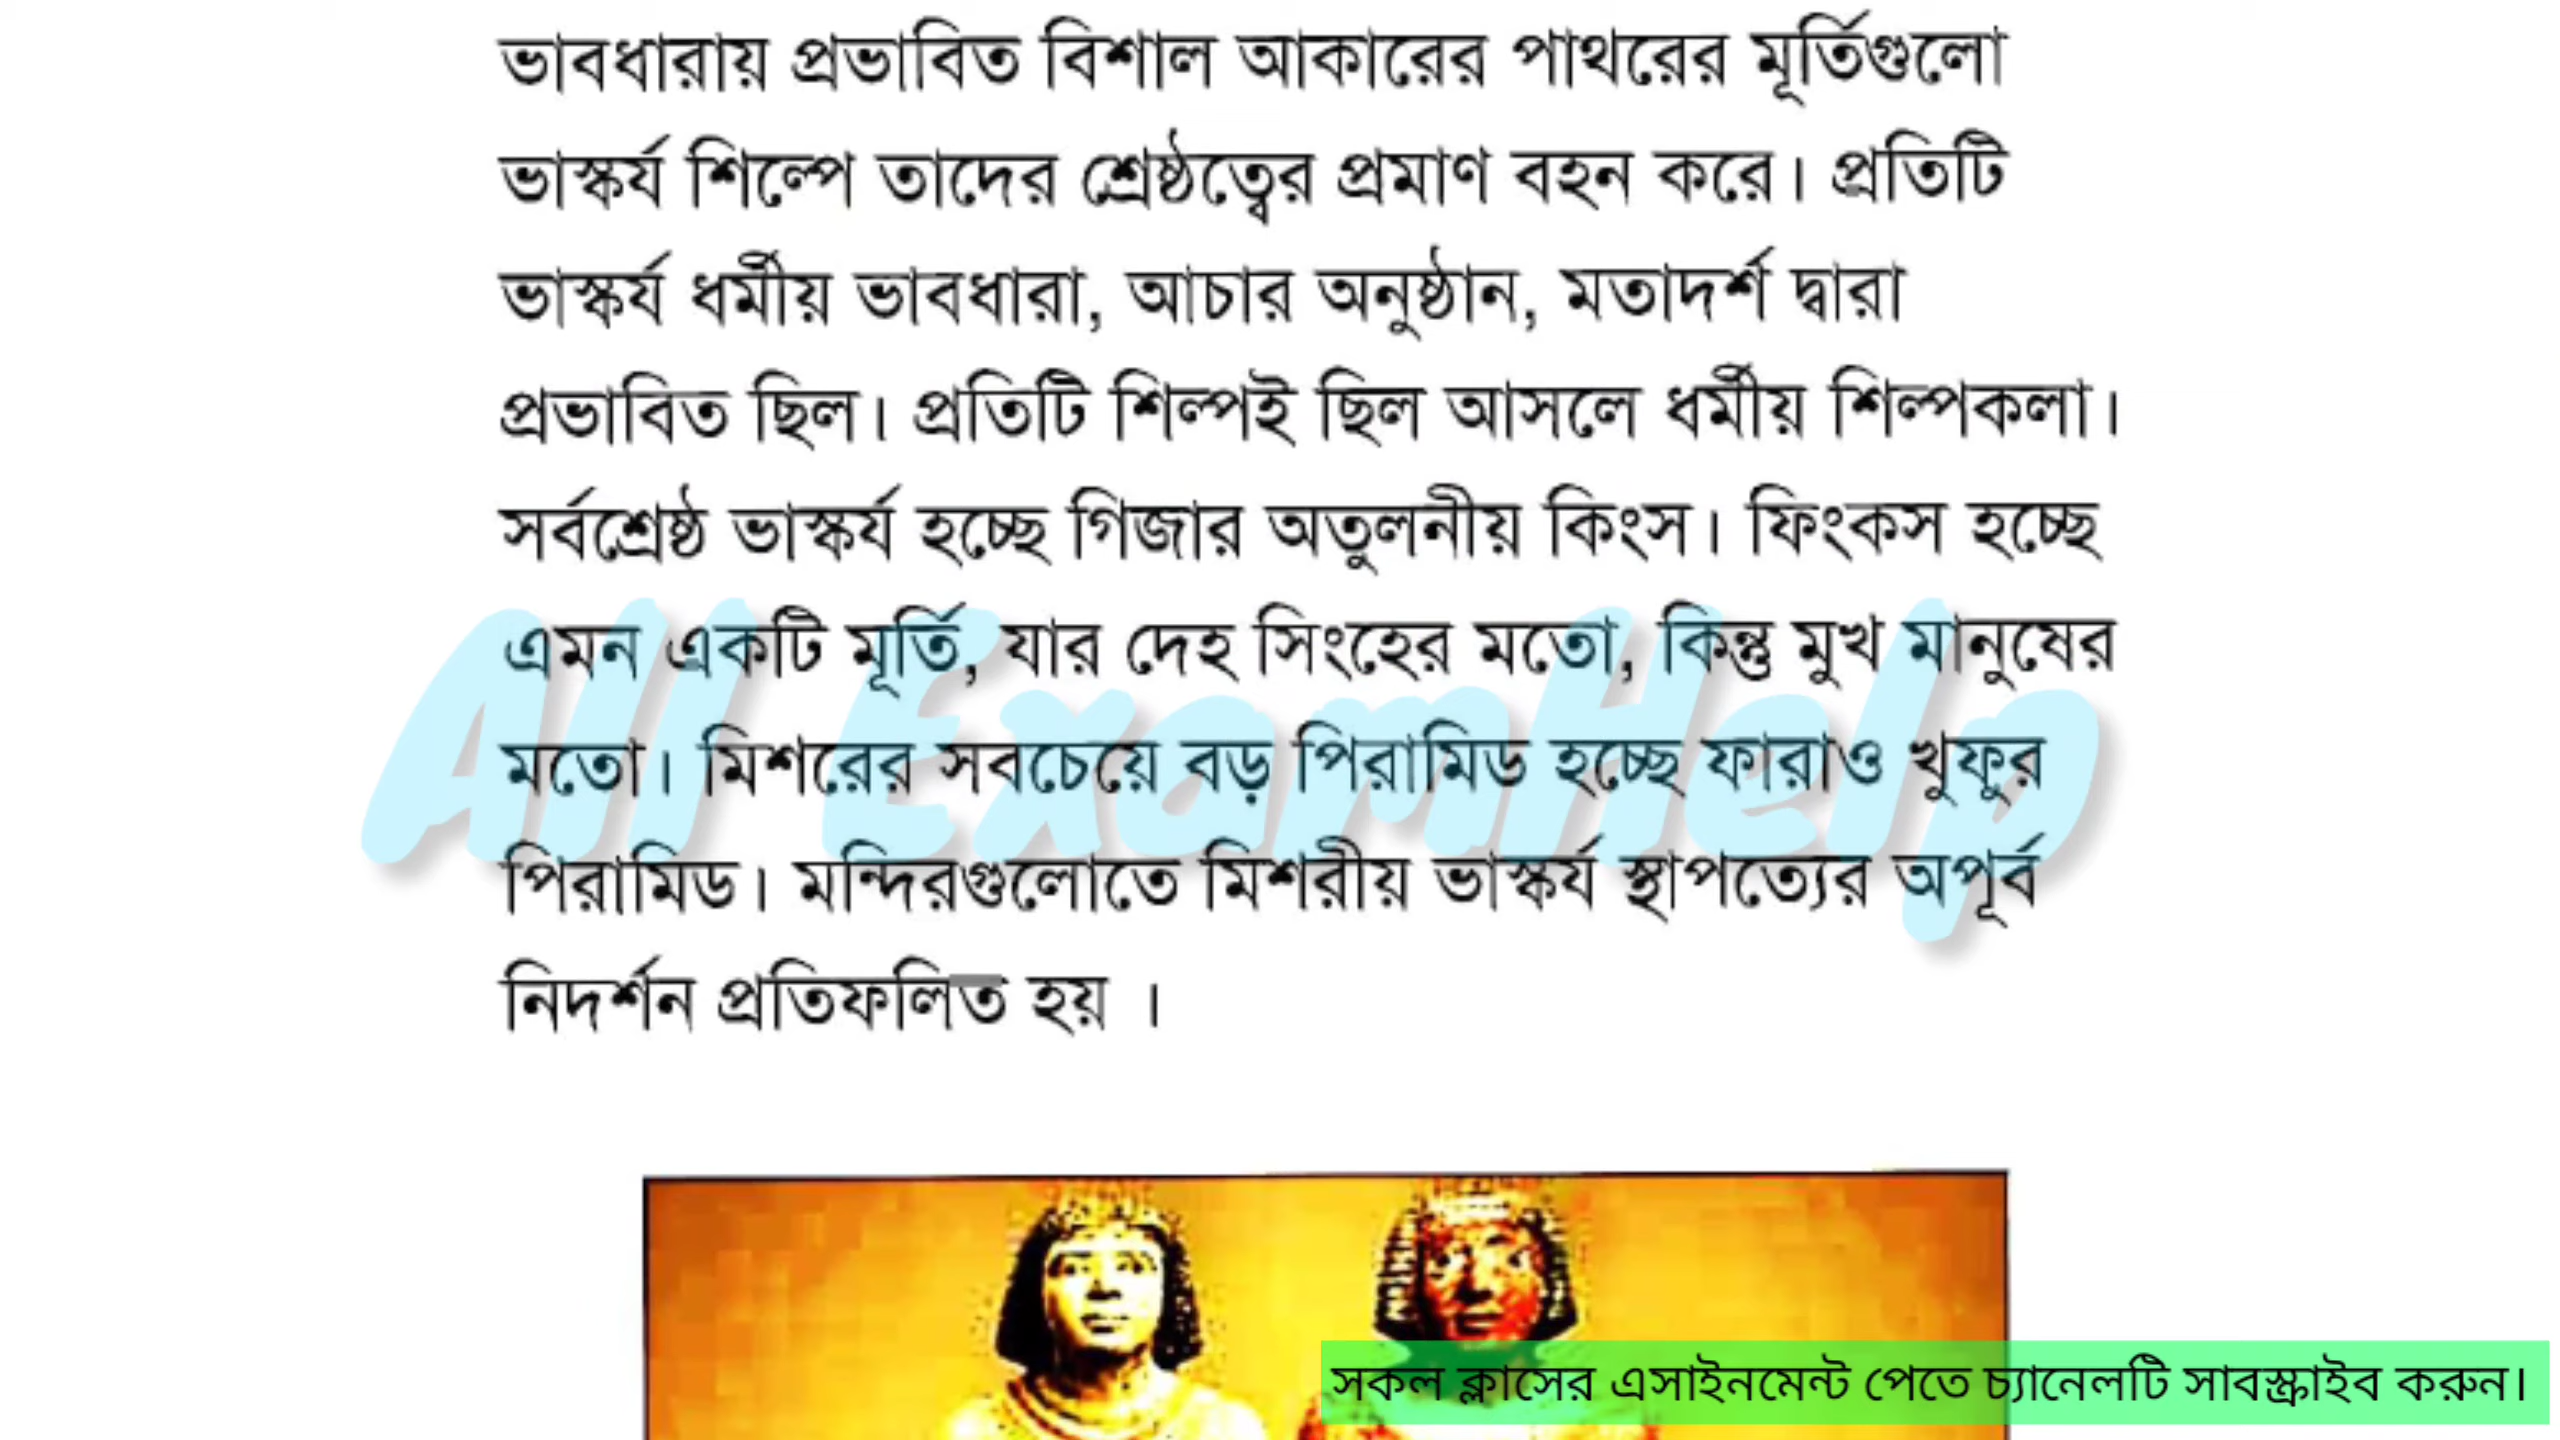 ভাবধারায় প্রভাবিত বিশাল আকারের পাথরের মূর্তিগুলো
ভাস্কর্য শিল্পে তাদের শ্রেষ্ঠত্বের প্রমাণ বহন করে। প্রতিটি
ভাস্কর্য ধর্মীয় ভাবধারা, আচার অনুষ্ঠান, মতাদর্শ দ্বারা
প্রভাবিত ছিল। প্রতিটি শিল্পই ছিল আসলে ধর্মীয় শিল্পকলা।
সর্বশ্রেষ্ঠ ভাস্কর্য হচ্ছে গিজার অতুলনীয় কিংস। ফিংকস হচ্ছে
এমন একটি মূর্তি, যার দেহ সিংহের মতো, কিন্তু মুখ মানুষের
মতো। মিশরের সবচেয়ে বড় পিরামিড হচ্ছে ফারাও খুফুর
পিরামিড। মন্দিরগুলোতে মিশরীয় ভাস্কর্য স্থাপত্যের অপূর্ব
নিদর্শন প্রতিফলিত হয় ।
All ExamHelp
সকল ক্লাসের এসাইনমেন্ট পেতে চ্যানেলটি সাবস্ক্রাইব করুন।